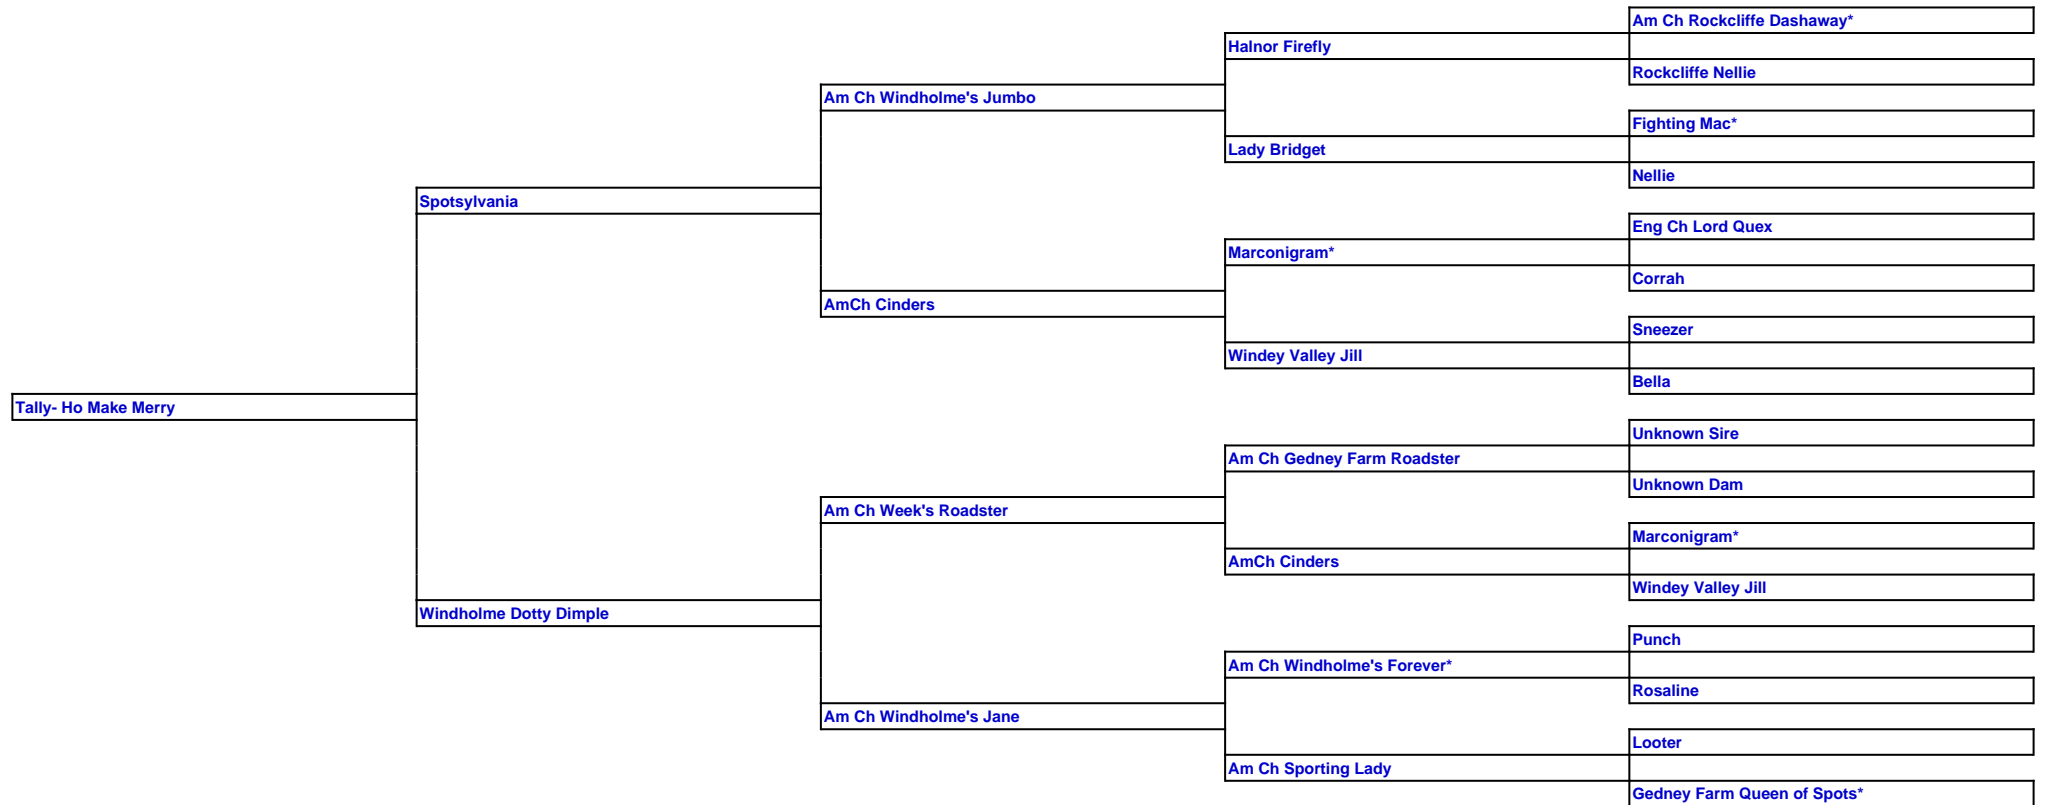 Am Ch Rockcliffe Dashaway*
Halnor Firefly
Rockcliffe Nellie
Am Ch Windholme's Jumbo
Fighting Mac*
Lady Bridget
Nellie
Spotsylvania
Eng Ch Lord Quex
Marconigram*
Corrah
AmCh Cinders
Sneezer
Windey Valley Jill
Bella
Tally- Ho Make Merry
Unknown Sire
Am Ch Gedney Farm Roadster
Unknown Dam
Am Ch Week's Roadster
Marconigram*
AmCh Cinders
Windey Valley Jill
Windholme Dotty Dimple
Punch
Am Ch Windholme's Forever*
Rosaline
Am Ch Windholme's Jane
Looter
Am Ch Sporting Lady
Gedney Farm Queen of Spots*